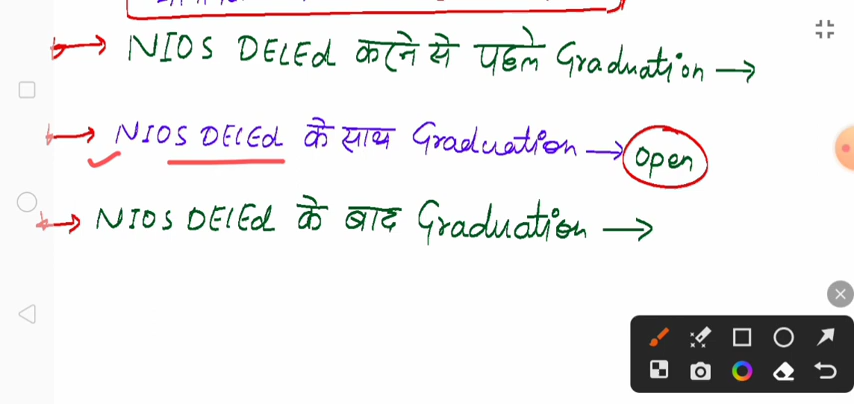 NIOS DELEd करने से पहले Graduation →
NIOS DELEd के साथ Graduation → open
NIOS DELEd के बाद Graduation →